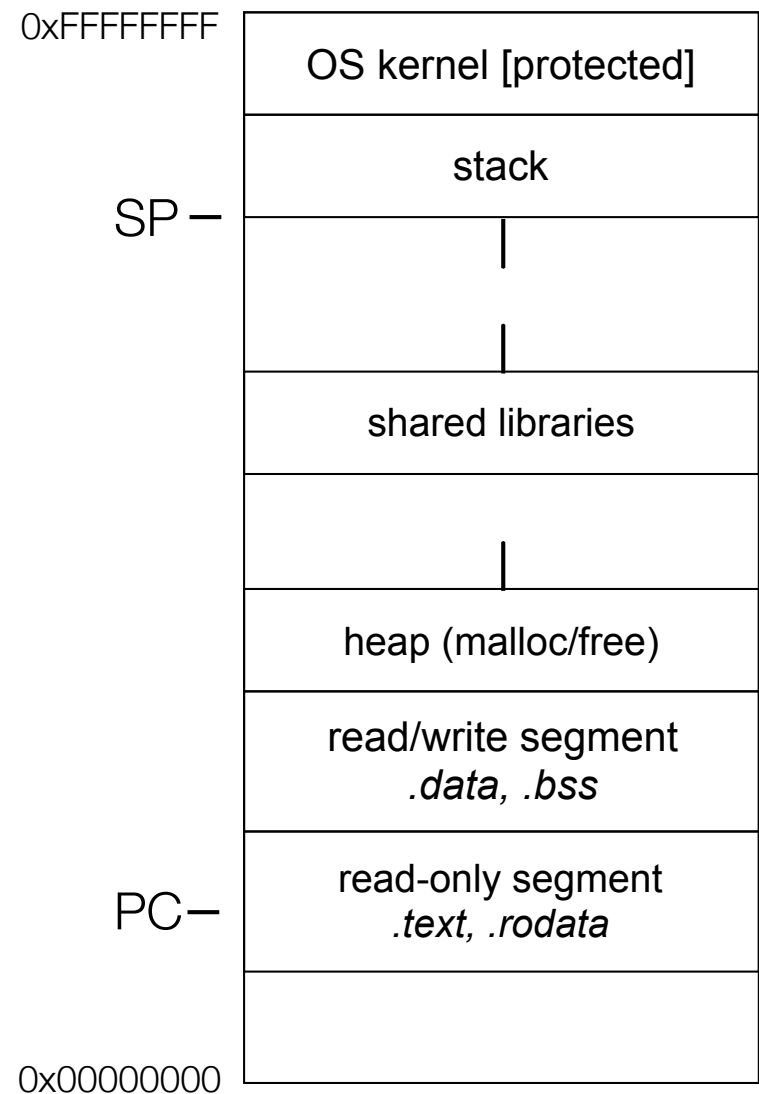 0xFFFFFFFF
OS kernel [protected]
stack
SP
shared libraries
heap (malloc/free)
read/write segment
.data, .bss
read-only segment
PC
.text, .rodata
0x00000000